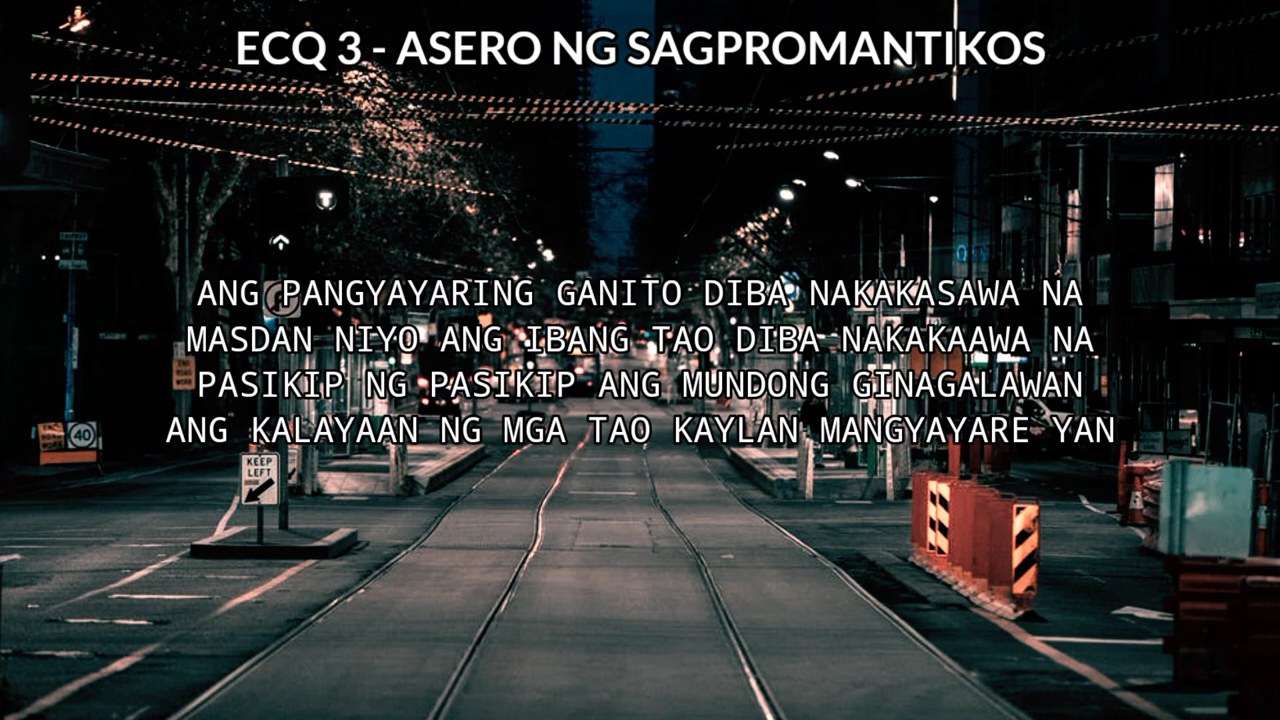 ECQ 3 - ASERO NG SAGPROMANTIKOS
ANG PANGYAYARING GANITO DIBA NAKAKASAWA NA
MASDAN NIYO ANG IBANG TAO DIBA NAKAKAAWA NA
PASIKIP NG PASIKIP ANG MUNDONG GINAGALAWAN
ANG KALAYAAN NG MGA TAO KAYLAN MANGYAYARE YAN
40
KEEP
LEFT